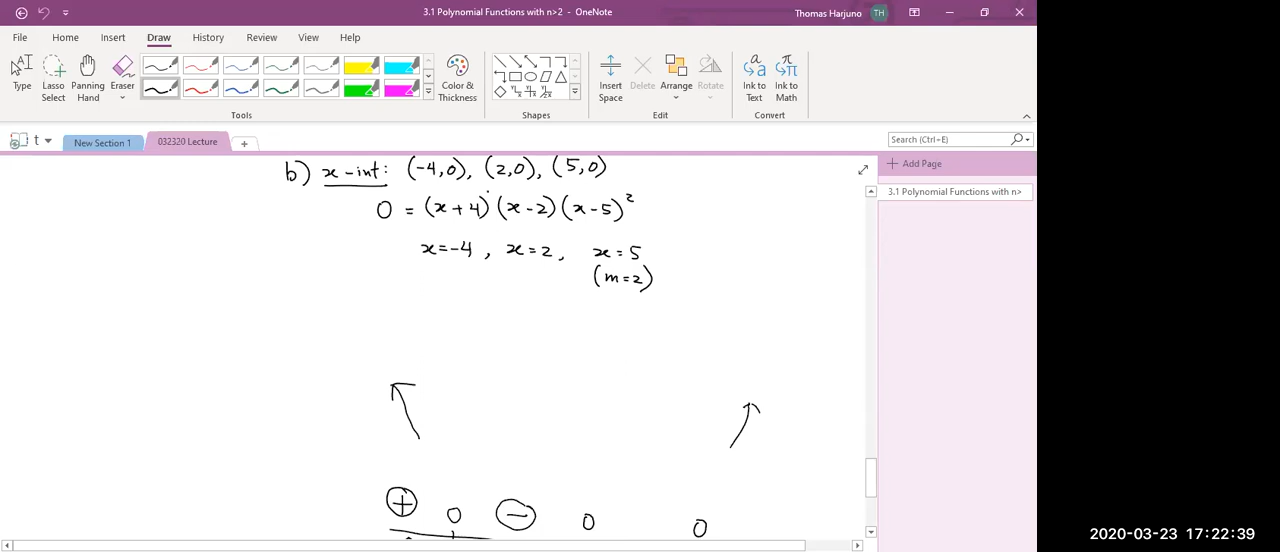 3.1 Polynomial Functions with n>2 - OneNote
Thomas Harjuno TH
File Home Insert Draw History Review View Help
Type Lasso Select Panning Hand Eraser Color & Thickness Insert Space Delete Arrange Rotate Ink to Text Ink to Math
Tools Shapes Edit Convert
t New Section 1 032320 Lecture Search (Ctrl+E)
Add Page
3.1 Polynomial Functions with n>
b) x-int: (-4,0), (2,0), (5,0)
0 = (x+4)(x-2)(x-5)²
x=-4, x=2, x=5
(m=2)
+ 0 - 0 0
2020-03-23 17:22:39